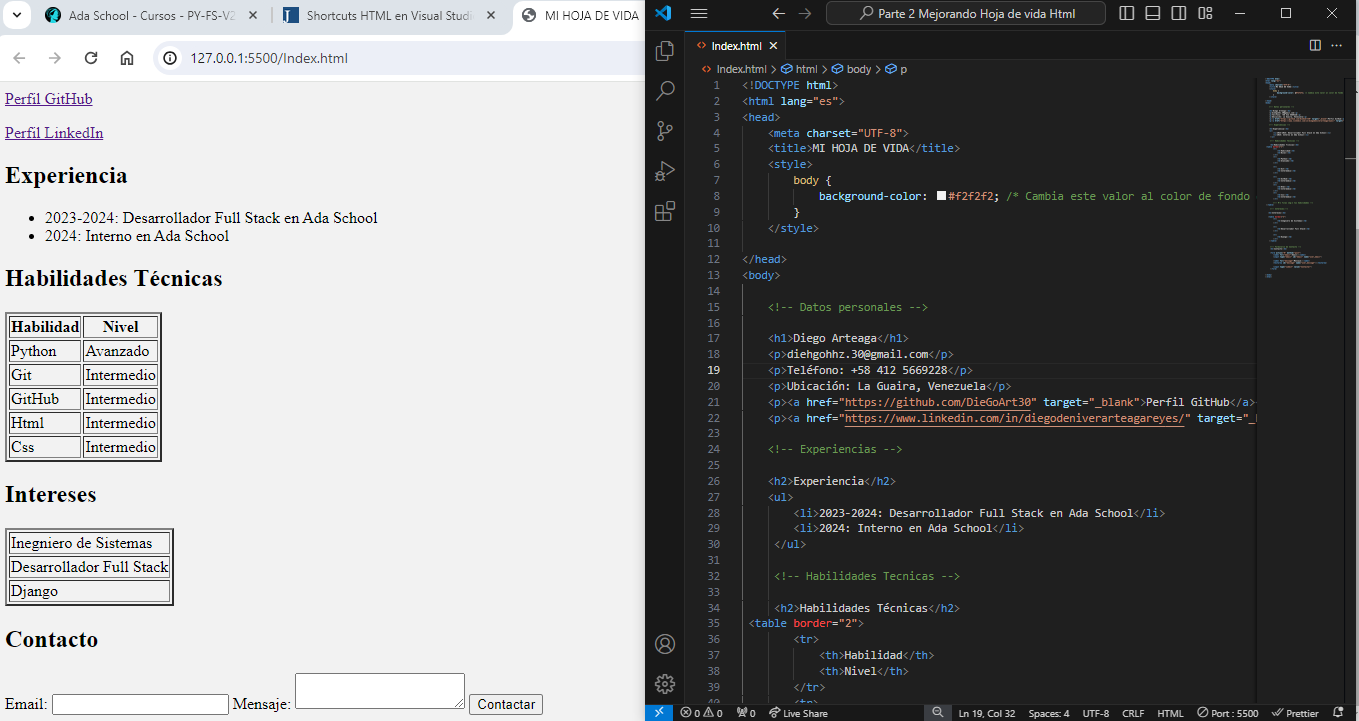 Ada School - Cursos - PY-FS-V2
Shortcuts HTML en Visual Studi
MI HOJA DE VIDA
127.0.0.1:5500/Index.html
Perfil GitHub
Perfil LinkedIn
Experiencia
2023-2024: Desarrollador Full Stack en Ada School
2024: Interno en Ada School
Habilidades Técnicas
Habilidad Nivel
Python Avanzado
Git Intermedio
GitHub Intermedio
Html Intermedio
Css Intermedio
Intereses
Inegniero de Sistemas
Desarrollador Full Stack
Django
Contacto
Email: Mensaje: Contactar
Parte 2 Mejorando Hoja de vida Html
Index.html
Index.html > html > body > p
1 <!DOCTYPE html>
2 <html lang="es">
3 <head>
4 <meta charset="UTF-8">
5 <title>MI HOJA DE VIDA</title>
6 <style>
7 body {
8 background-color: #f2f2f2; /* Cambia este valor al color de fondo
9 }
10 </style>
11
12 </head>
13 <body>
14
15 <!-- Datos personales -->
16
17 <h1>Diego Arteaga</h1>
18 <p>diehgohhz.30@gmail.com</p>
19 <p>Teléfono: +58 412 5669228</p>
20 <p>Ubicación: La Guaira, Venezuela</p>
21 <p><a href="https://github.com/DieGoArt30" target="_blank">Perfil GitHub</a>
22 <p><a href="https://www.linkedin.com/in/diegodeniverarteagareyes/" target="_
23
24 <!-- Experiencias -->
25
26 <h2>Experiencia</h2>
27 <ul>
28 <li>2023-2024: Desarrollador Full Stack en Ada School</li>
29 <li>2024: Interno en Ada School</li>
30 </ul>
31
32 <!-- Habilidades Tecnicas -->
33
34 <h2>Habilidades Técnicas</h2>
35 <table border="2">
36 <tr>
37 <th>Habilidad</th>
38 <th>Nivel</th>
39 </tr>
40 <tr>
0 0 0 Live Share Ln 19, Col 32 Spaces: 4 UTF-8 CRLF HTML Port : 5500 Prettier